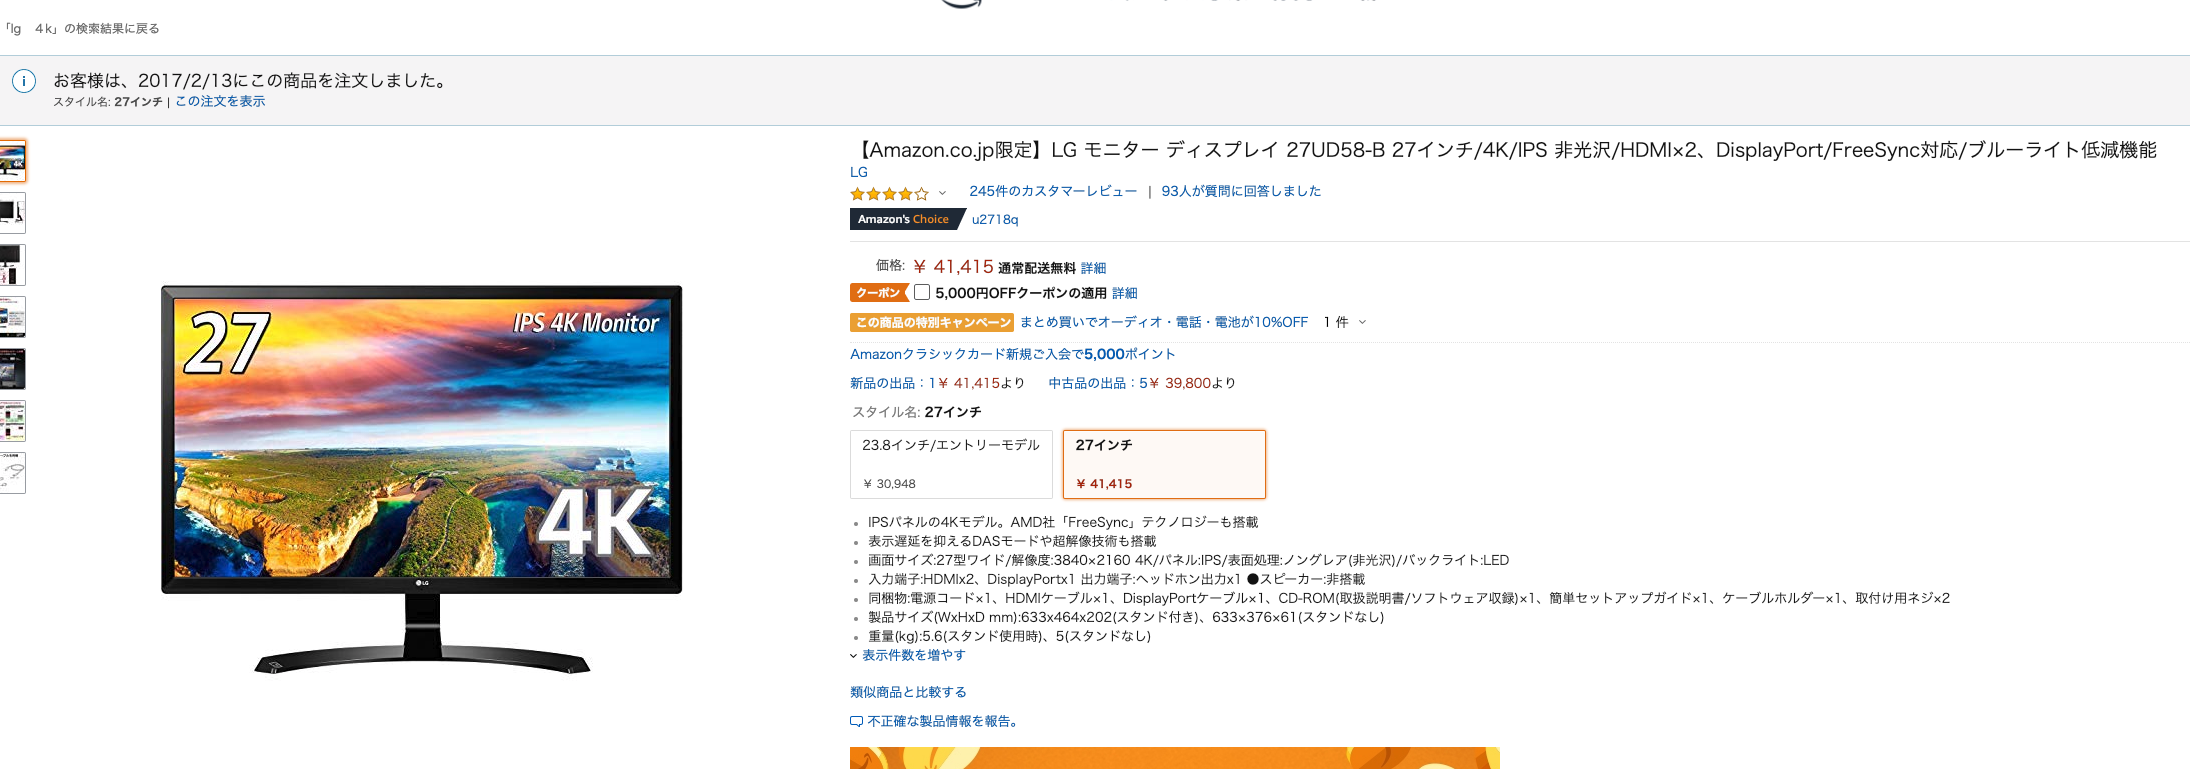 「lg　４k」の検索結果に戻る
お客様は、2017/2/13にこの商品を注文しました。
スタイル名: 27インチ | この注文を表示
【Amazon.co.jp限定】LG モニター ディスプレイ 27UD58-B 27インチ/4K/IPS 非光沢/HDMI×2、DisplayPort/FreeSync対応/ブルーライト低減機能
LG
245件のカスタマーレビュー | 93人が質問に回答しました
Amazon's Choice u2718q
価格: ￥ 41,415 通常配送無料 詳細
クーポン 5,000円OFFクーポンの適用 詳細
この商品の特別キャンペーン まとめ買いでオーディオ・電話・電池が10%OFF 1 件
Amazonクラシックカード新規ご入会で5,000ポイント
新品の出品：1￥ 41,415より 中古品の出品：5￥ 39,800より
スタイル名: 27インチ
23.8インチ/エントリーモデル
￥ 30,948
27インチ
￥ 41,415
IPSパネルの4Kモデル。AMD社「FreeSync」テクノロジーも搭載
表示遅延を抑えるDASモードや超解像技術も搭載
画面サイズ:27型ワイド/解像度:3840×2160 4K/パネル:IPS/表面処理:ノングレア(非光沢)/バックライト:LED
入力端子:HDMIx2、DisplayPortx1 出力端子:ヘッドホン出力x1 ●スピーカー:非搭載
同梱物:電源コード×1、HDMIケーブル×1、DisplayPortケーブル×1、CD-ROM(取扱説明書/ソフトウェア収録)×1、簡単セットアップガイド×1、ケーブルホルダー×1、取付け用ネジ×2
製品サイズ(WxHxD mm):633x464x202(スタンド付き)、633×376×61(スタンドなし)
重量(kg):5.6(スタンド使用時)、5(スタンドなし)
表示件数を増やす
類似商品と比較する
不正確な製品情報を報告。
27
IPS 4K Monitor
4K
LG